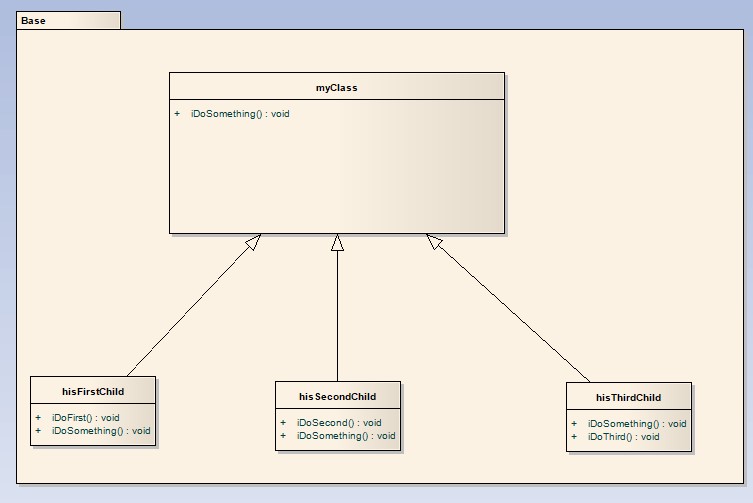 Base
myClass
+ iDoSomething() : void
hisFirstChild
+ iDoFirst() : void
+ iDoSomething() : void
hisSecondChild
+ iDoSecond() : void
+ iDoSomething() : void
hisThirdChild
+ iDoSomething() : void
+ iDoThird() : void